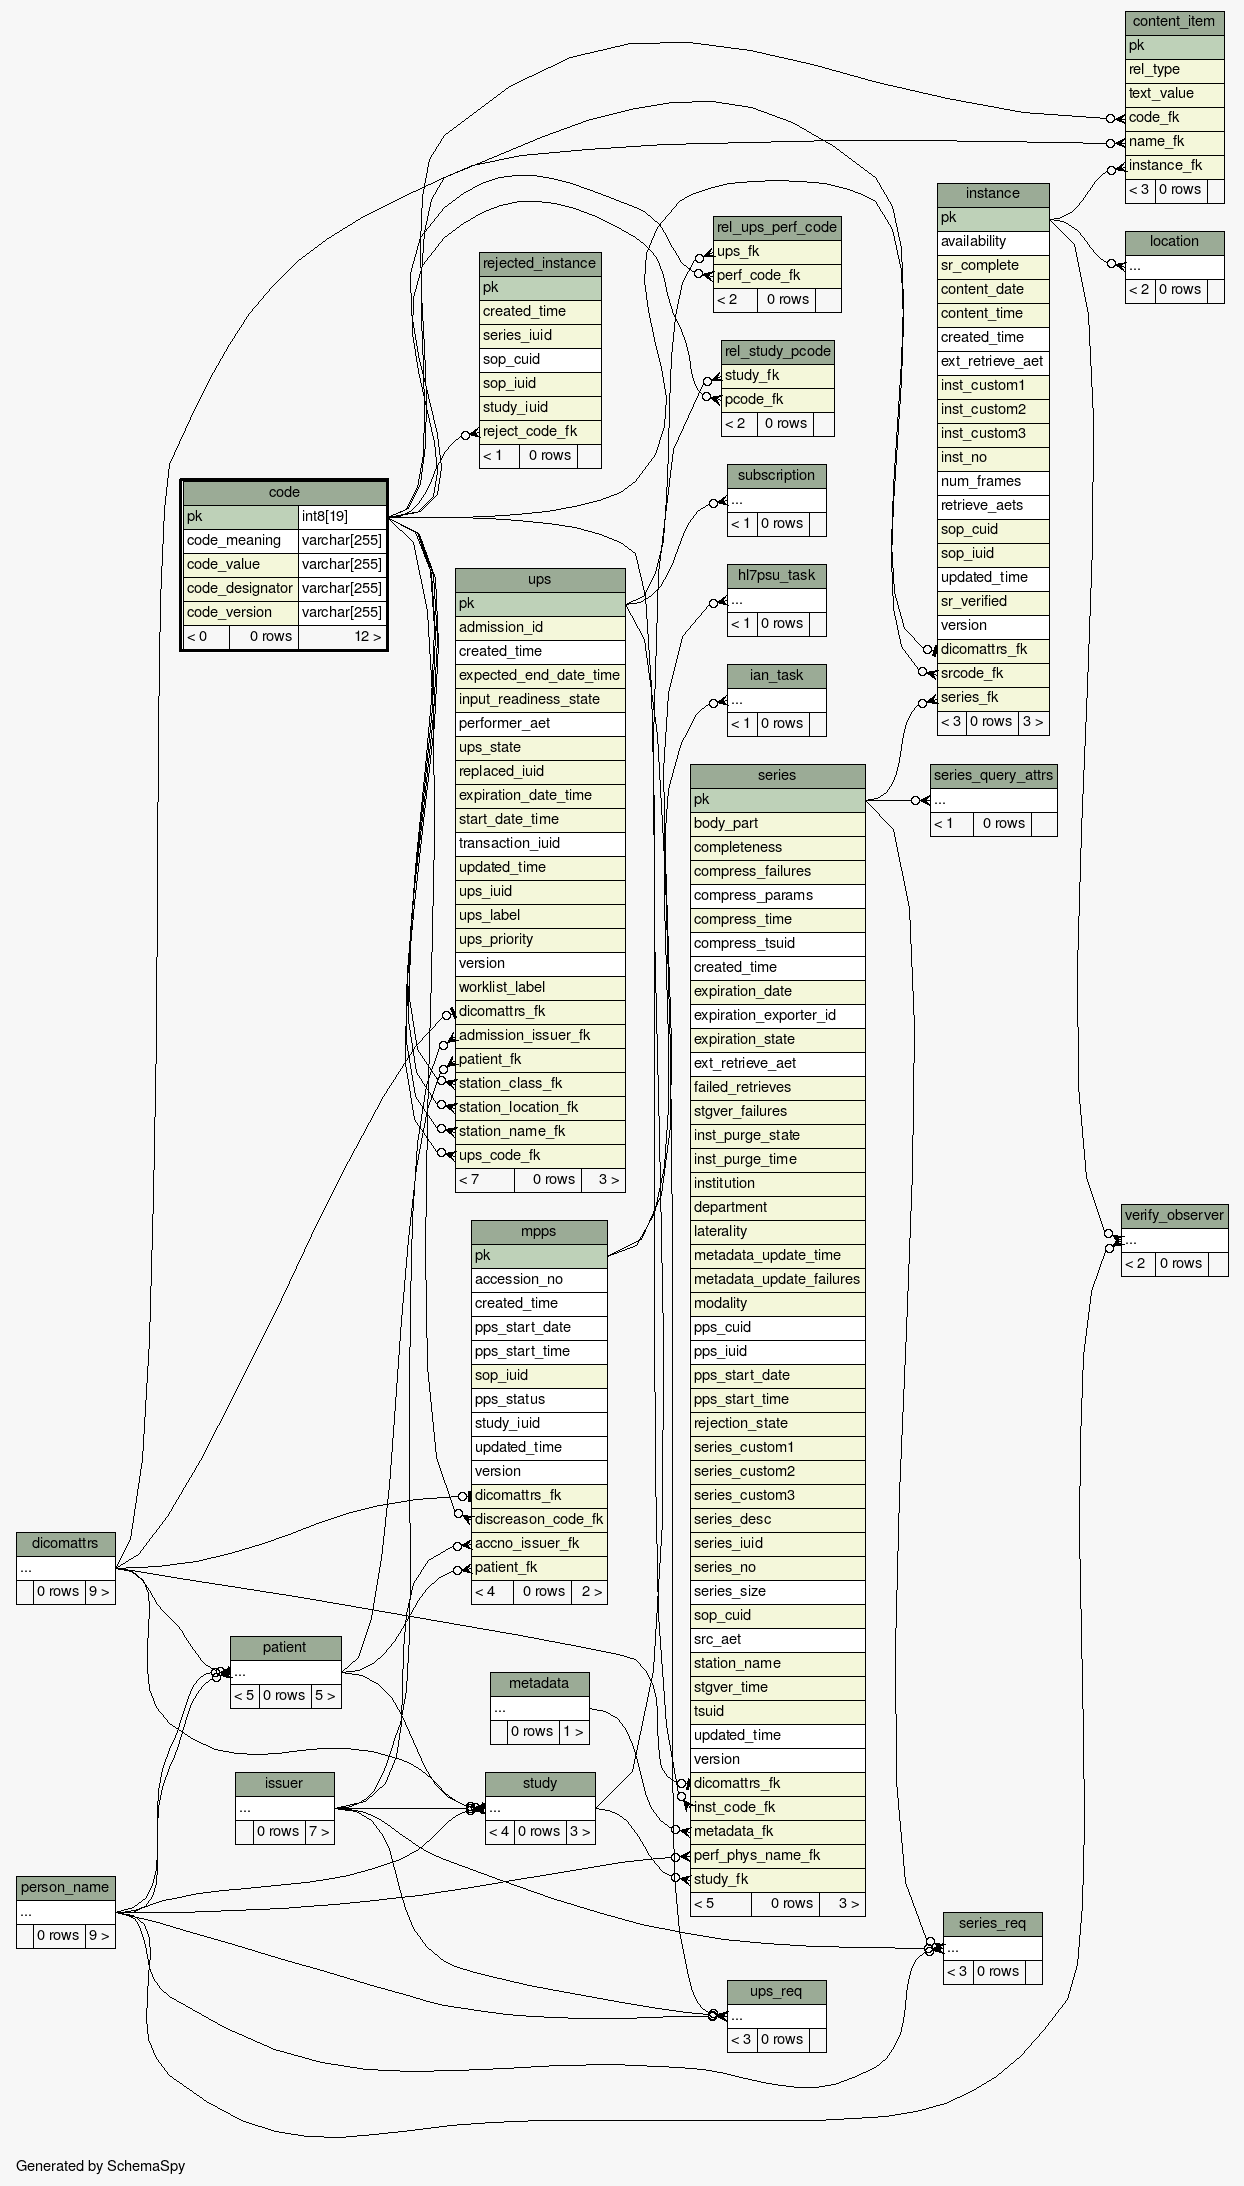 content_item
pk
rel_type
text_value
code_fk
name_fk
instance_fk
< 3 0 rows
instance
pk
availability
sr_complete
content_date
content_time
created_time
ext_retrieve_aet
inst_custom1
inst_custom2
inst_custom3
inst_no
num_frames
retrieve_aets
sop_cuid
sop_iuid
updated_time
sr_verified
version
dicomattrs_fk
srcode_fk
series_fk
< 3 0 rows 3 >
location
...
< 2 0 rows
rel_ups_perf_code
ups_fk
perf_code_fk
< 2 0 rows
rejected_instance
pk
created_time
series_iuid
sop_cuid
sop_iuid
study_iuid
reject_code_fk
< 1 0 rows
rel_study_pcode
study_fk
pcode_fk
< 2 0 rows
subscription
...
< 1 0 rows
code
pk int8[19]
code_meaning varchar[255]
code_value varchar[255]
code_designator varchar[255]
code_version varchar[255]
< 0 0 rows 12 >
hl7psu_task
...
< 1 0 rows
ups
pk
admission_id
created_time
expected_end_date_time
input_readiness_state
performer_aet
ups_state
replaced_iuid
expiration_date_time
start_date_time
transaction_iuid
updated_time
ups_iuid
ups_label
ups_priority
version
worklist_label
dicomattrs_fk
admission_issuer_fk
patient_fk
station_class_fk
station_location_fk
station_name_fk
ups_code_fk
< 7 0 rows 3 >
ian_task
...
< 1 0 rows
series
pk
body_part
completeness
compress_failures
compress_params
compress_time
compress_tsuid
created_time
expiration_date
expiration_exporter_id
expiration_state
ext_retrieve_aet
failed_retrieves
stgver_failures
inst_purge_state
inst_purge_time
institution
department
laterality
metadata_update_time
metadata_update_failures
modality
pps_cuid
pps_iuid
pps_start_date
pps_start_time
rejection_state
series_custom1
series_custom2
series_custom3
series_desc
series_iuid
series_no
series_size
sop_cuid
src_aet
station_name
stgver_time
tsuid
updated_time
version
dicomattrs_fk
inst_code_fk
metadata_fk
perf_phys_name_fk
study_fk
< 5 0 rows 3 >
series_query_attrs
...
< 1 0 rows
verify_observer
...
< 2 0 rows
mpps
pk
accession_no
created_time
pps_start_date
pps_start_time
sop_iuid
pps_status
study_iuid
updated_time
version
dicomattrs_fk
discreason_code_fk
accno_issuer_fk
patient_fk
< 4 0 rows 2 >
dicomattrs
...
0 rows 9 >
patient
...
< 5 0 rows 5 >
metadata
...
0 rows 1 >
issuer
...
0 rows 7 >
study
...
< 4 0 rows 3 >
person_name
...
0 rows 9 >
series_req
...
< 3 0 rows
ups_req
...
< 3 0 rows
Generated by SchemaSpy